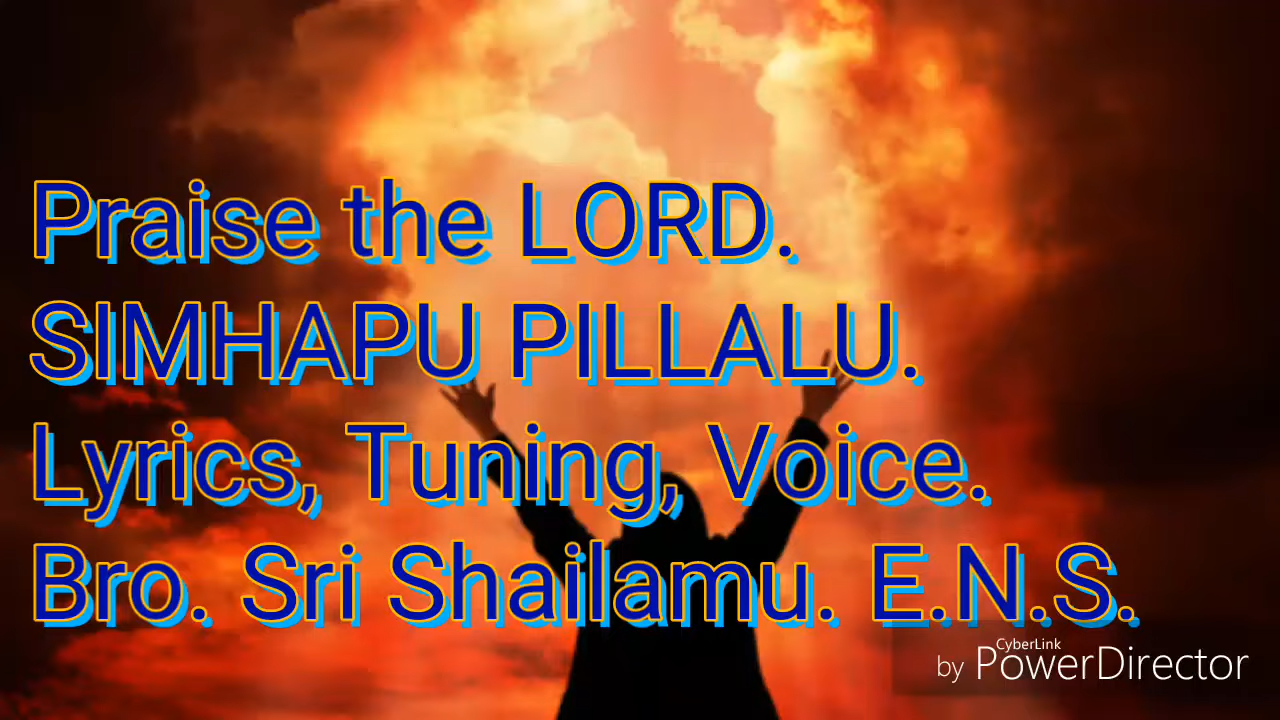 Praise the LORD.
SIMHAPU PILLALU.
Lyrics, Tuning, Voice.
Bro. Sri Shailamu. E.N.S.
CyberLink
by PowerDirector